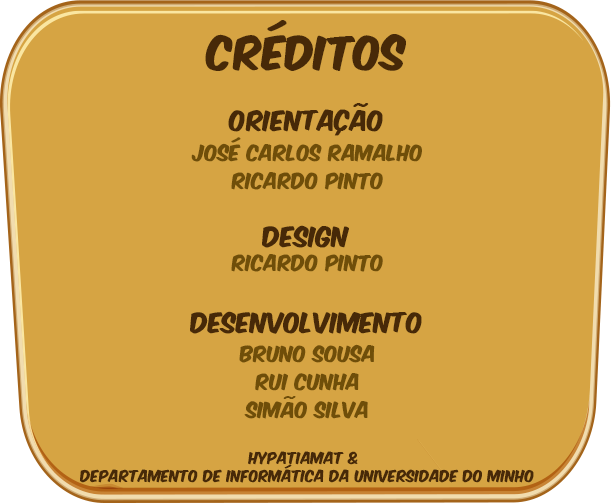 CRÉDITOS
ORIENTAÇÃO
JOSÉ CARLOS RAMALHO
RICARDO PINTO
DESIGN
RICARDO PINTO
DESENVOLVIMENTO
BRUNO SOUSA
RUI CUNHA
SIMÃO SILVA
HYPATIAMAT &
DEPARTAMENTO DE INFORMÁTICA DA UNIVERSIDADE DO MINHO